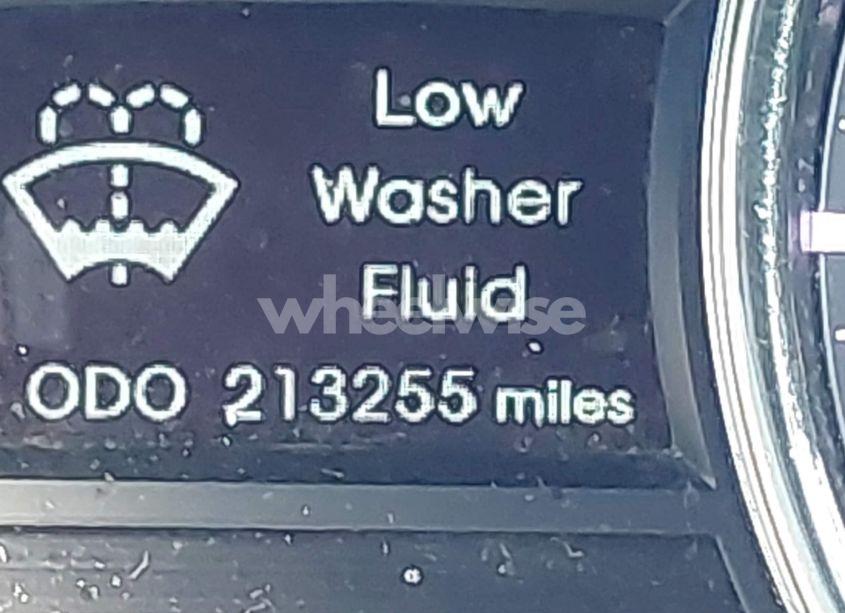 Low
Washer
Fluid
wheelwise
ODO 213255 miles